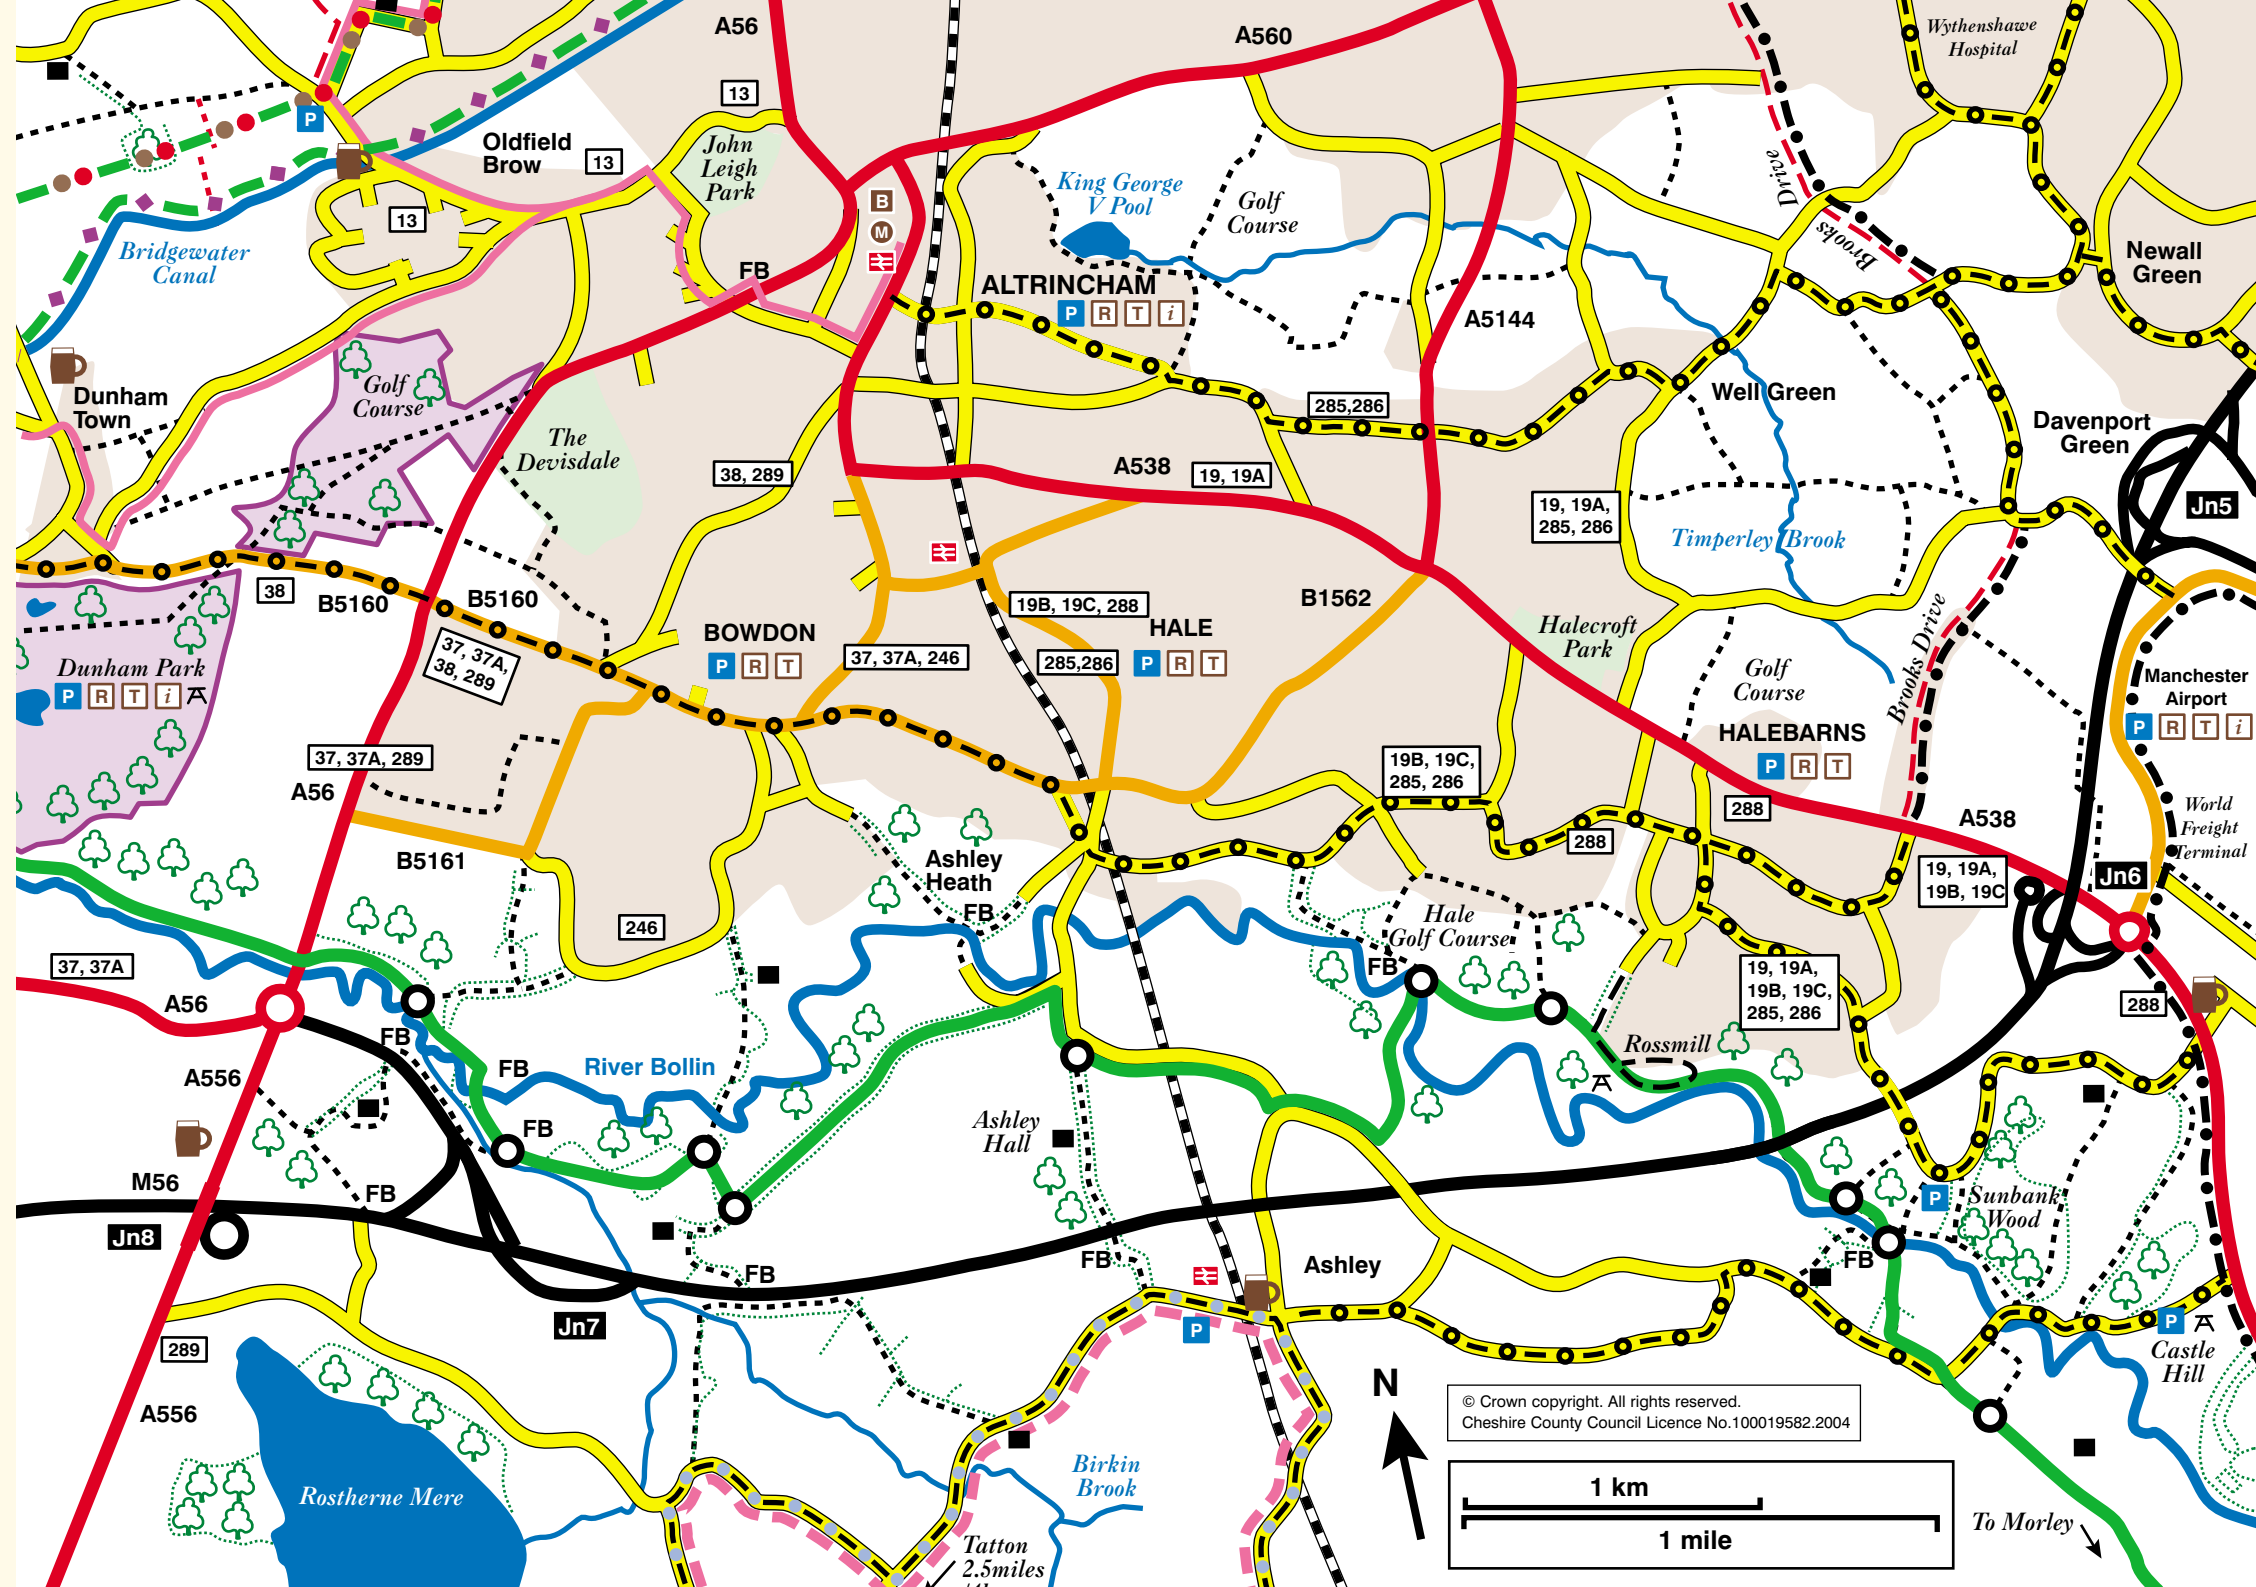 A56
A560
Wythenshawe
Hospital
13
P
Oldfield
Brow
13
John
Leigh
Park
Drive
King George
V Pool
Golf
Course
B
M
13
Bridgewater
Canal
FB
Brooks
Newall
Green
ALTRINCHAM
P R T i
A5144
Dunham
Town
Golf
Course
Well Green
285,286
Davenport
Green
The
Devisdale
38, 289
A538
19, 19A
19, 19A,
285, 286
Jn5
Timperley Brook
38
B5160
B5160
37, 37A,
38, 289
19B, 19C, 288
B1562
HALE
P R T
285,286
BOWDON
P R T
37, 37A, 246
Halecroft
Park
Brooks Drive
Dunham Park
P R T i
Golf
Course
Manchester
Airport
P R T i
HALEBARNS
P R T
37, 37A, 289
A56
19B, 19C,
285, 286
288
A538
World
Freight
Terminal
288
B5161
Ashley
Heath
FB
19, 19A,
19B, 19C
Jn6
246
Hale
Golf Course
FB
37, 37A
A56
19, 19A,
19B, 19C,
285, 286
288
FB
FB
River Bollin
Rossmill
A556
FB
Ashley
Hall
M56
FB
P
Sunbank
Wood
Jn8
FB
FB
Ashley
FB
Jn7
P
P
Castle
Hill
289
N
© Crown copyright. All rights reserved.
Cheshire County Council Licence No.100019582.2004
A556
Rostherne Mere
Birkin
Brook
1 km
1 mile
To Morley
Tatton
2.5miles